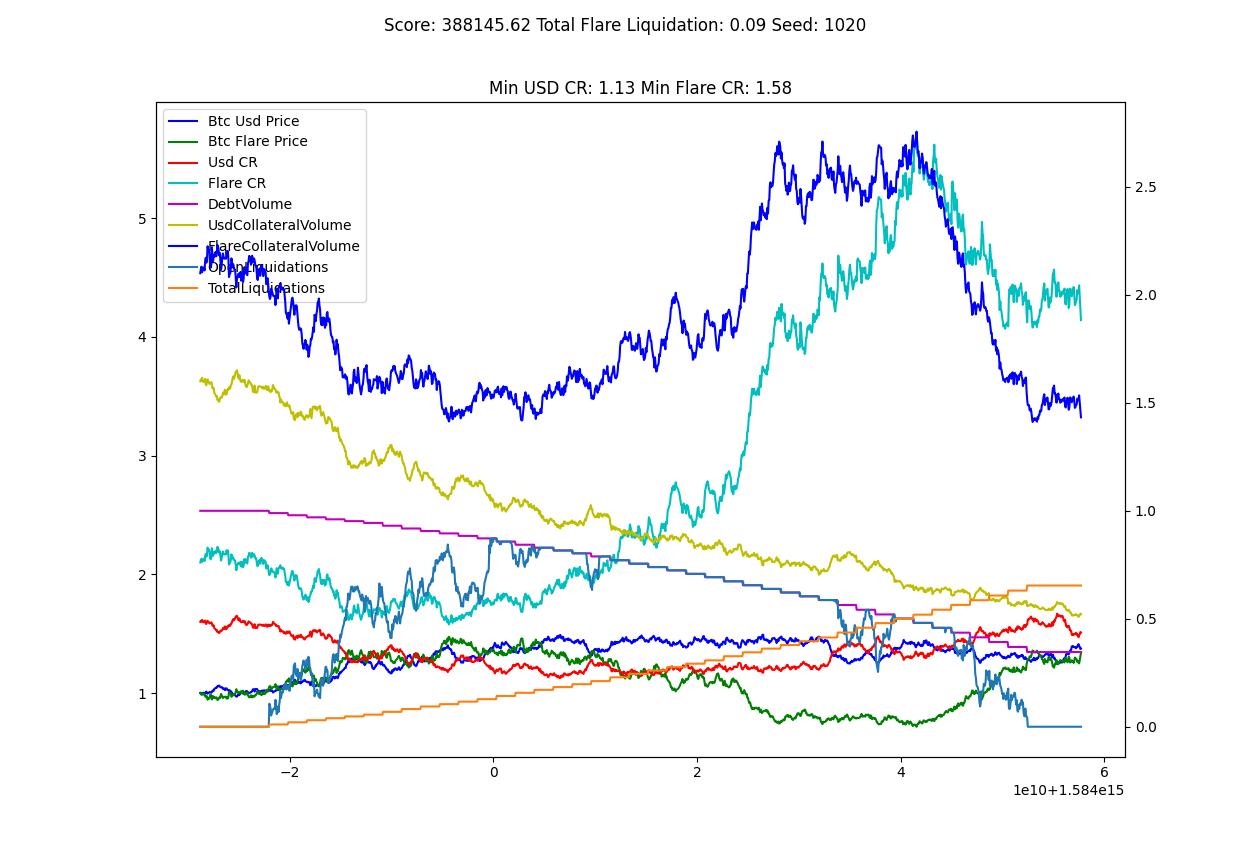 Score: 388145.62 Total Flare Liquidation: 0.09 Seed: 1020
Min USD CR: 1.13 Min Flare CR: 1.58
Btc Usd Price
Btc Flare Price
Usd CR
Flare CR
DebtVolume
UsdCollateralVolume
FlareCollateralVolume
OpenLiquidations
TotalLiquidations
5
4
3
2
1
2.5
2.0
1.5
1.0
0.5
0.0
−2
0
2
4
6
1e10+1.584e15